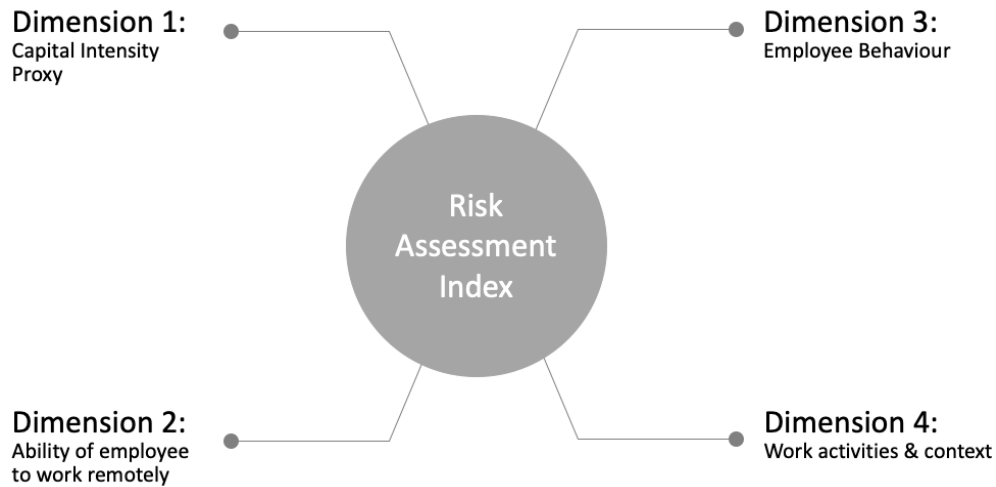 Dimension 1:
Capital Intensity
Proxy
Dimension 3:
Employee Behaviour
Risk
Assessment
Index
Dimension 2:
Ability of employee
to work remotely
Dimension 4:
Work activities & context